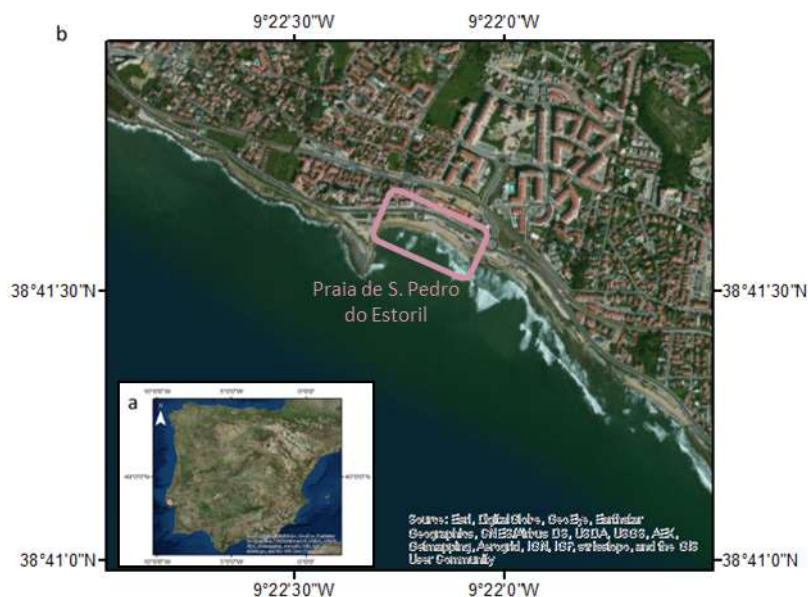 b
9°22'30"W
9°22'0"W
38°41'30"N
38°41'30"N
Praia de S. Pedro
do Estoril
a
Source: Esri, DigitalGlobe, GeoEye, Earthstar
Geographics, CNES/Airbus DS, USDA, USGS, AEX,
Getmapping, Aerogrid, IGN, IGP, swisstopo, and the GIS
User Community
38°41'0"N
38°41'0"N
9°22'30"W
9°22'0"W